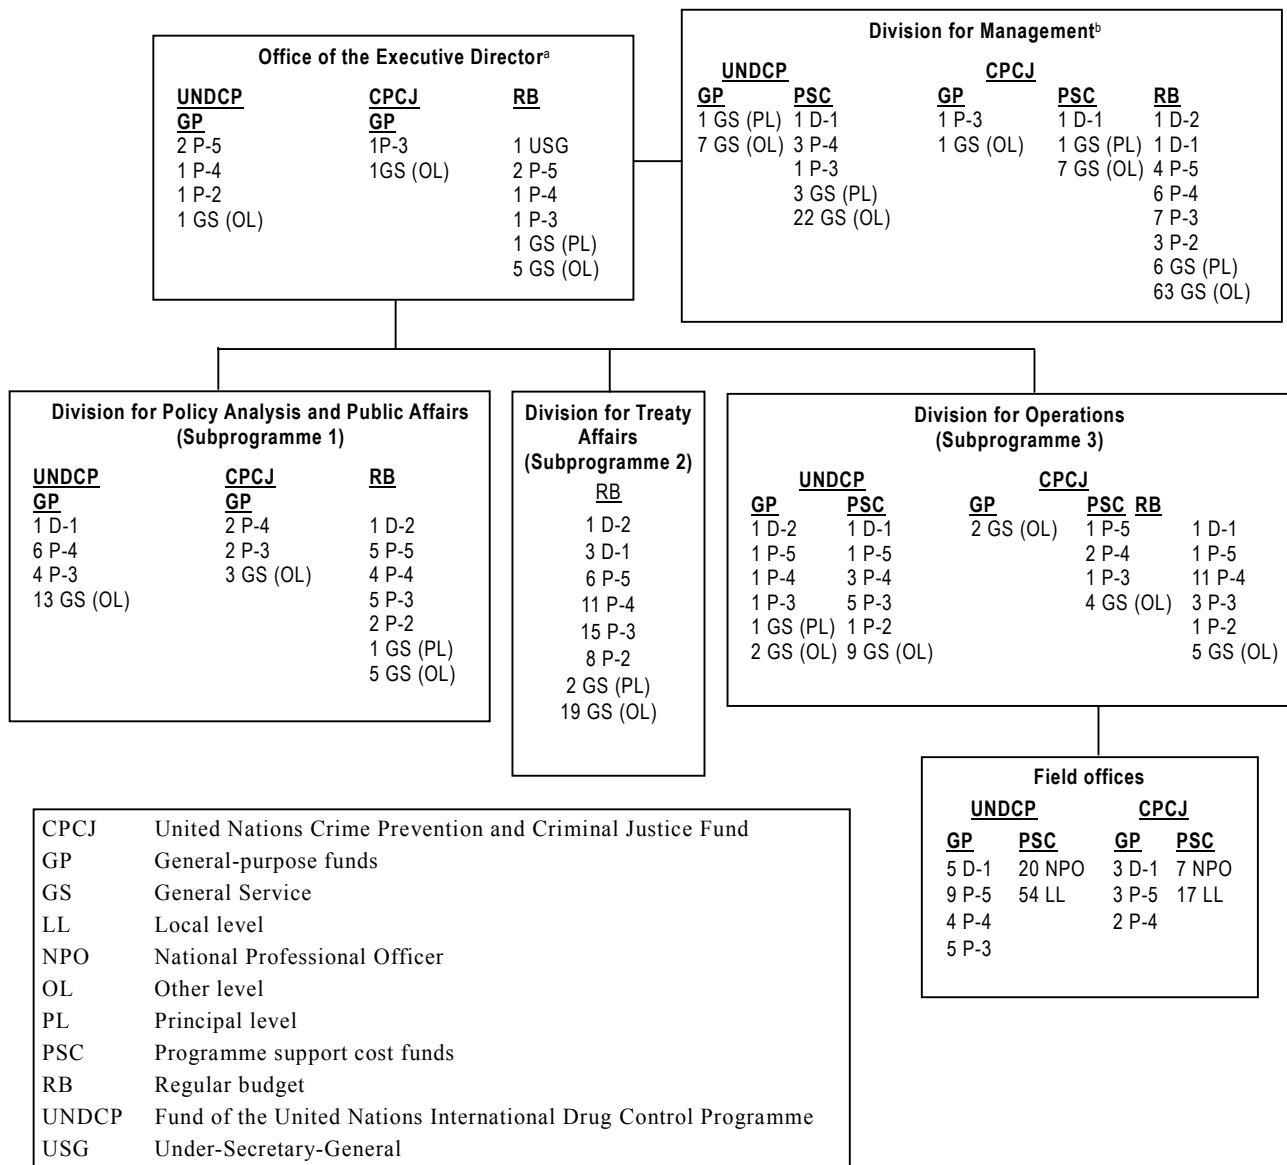 Office of the Executive Directorᵃ
UNDCP CPCJ RB
GP GP
2 P-5 1P-3 1 USG
1 P-4 1GS (OL) 2 P-5
1 P-2 1 P-4
1 GS (OL) 1 P-3
1 GS (PL)
5 GS (OL)
Division for Managementᵇ
UNDCP CPCJ
GP PSC GP PSC RB
1 GS (PL) 1 D-1 1 P-3 1 D-1 1 D-2
7 GS (OL) 3 P-4 1 GS (OL) 1 GS (PL) 1 D-1
1 P-3 7 GS (OL) 4 P-5
3 GS (PL) 6 P-4
22 GS (OL) 7 P-3
3 P-2
6 GS (PL)
63 GS (OL)
Division for Policy Analysis and Public Affairs
(Subprogramme 1)
UNDCP CPCJ RB
GP GP
1 D-1 2 P-4 1 D-2
6 P-4 2 P-3 5 P-5
4 P-3 3 GS (OL) 4 P-4
13 GS (OL) 5 P-3
2 P-2
1 GS (PL)
5 GS (OL)
Division for Treaty
Affairs
(Subprogramme 2)
RB
1 D-2
3 D-1
6 P-5
11 P-4
15 P-3
8 P-2
2 GS (PL)
19 GS (OL)
Division for Operations
(Subprogramme 3)
UNDCP CPCJ
GP PSC GP PSC RB
1 D-2 1 D-1 2 GS (OL) 1 P-5 1 D-1
1 P-5 1 P-5 2 P-4 1 P-5
1 P-4 3 P-4 1 P-3 11 P-4
1 P-3 5 P-3 4 GS (OL) 3 P-3
1 GS (PL) 1 P-2 1 P-2
2 GS (OL) 9 GS (OL) 5 GS (OL)
Field offices
UNDCP CPCJ
GP PSC GP PSC
5 D-1 20 NPO 3 D-1 7 NPO
9 P-5 54 LL 3 P-5 17 LL
4 P-4 2 P-4
5 P-3
CPCJ United Nations Crime Prevention and Criminal Justice Fund
GP General-purpose funds
GS General Service
LL Local level
NPO National Professional Officer
OL Other level
PL Principal level
PSC Programme support cost funds
RB Regular budget
UNDCP Fund of the United Nations International Drug Control Programme
USG Under-Secretary-General